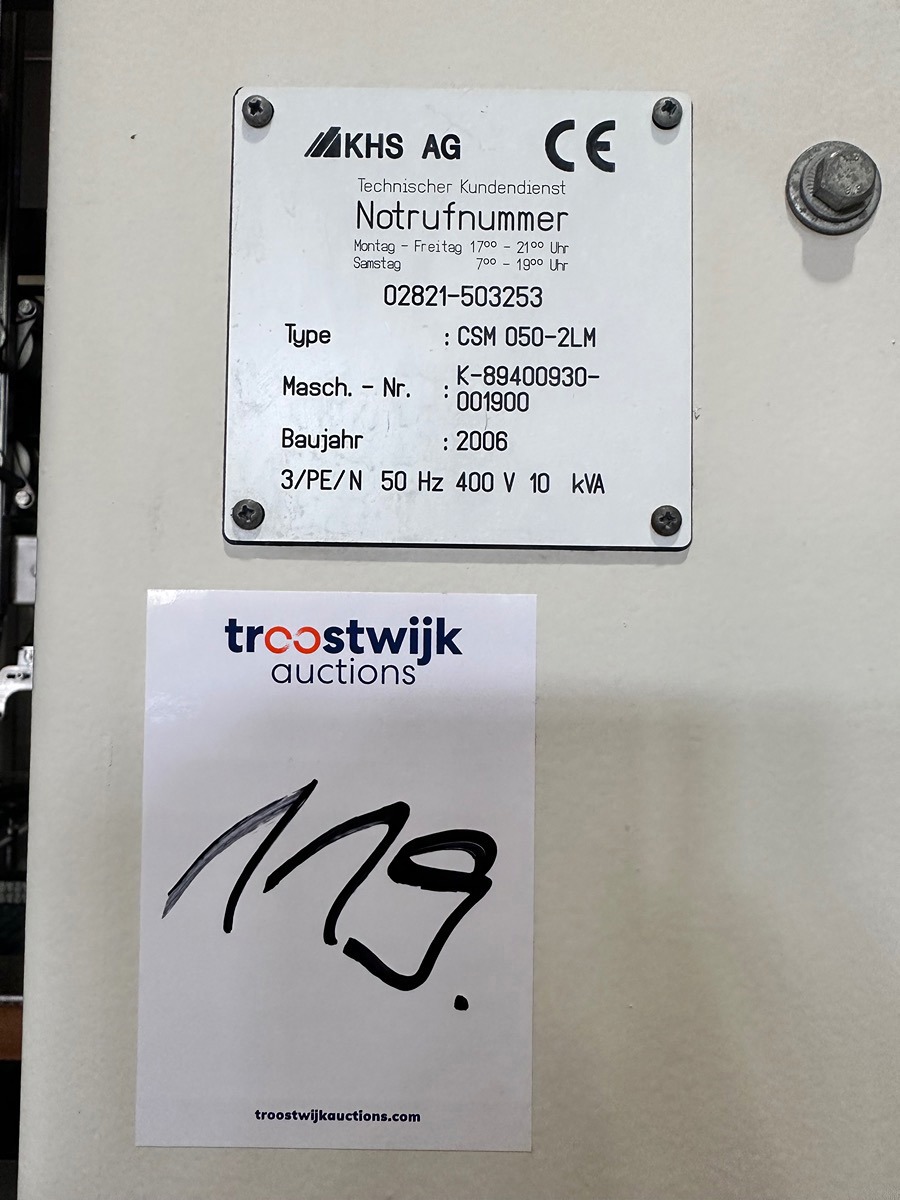 KHS AG CE
Technischer Kundendienst
Notrufnummer
Montag - Freitag 17⁰⁰ - 21⁰⁰ Uhr
Samstag 7⁰⁰ - 19⁰⁰ Uhr
02821-503253
Type : CSM 050-2LM
Masch. - Nr. : K-89400930-
001900
Baujahr : 2006
3/PE/N 50 Hz 400 V 10 kVA
troostwijk
auctions
119.
troostwijkauctions.com